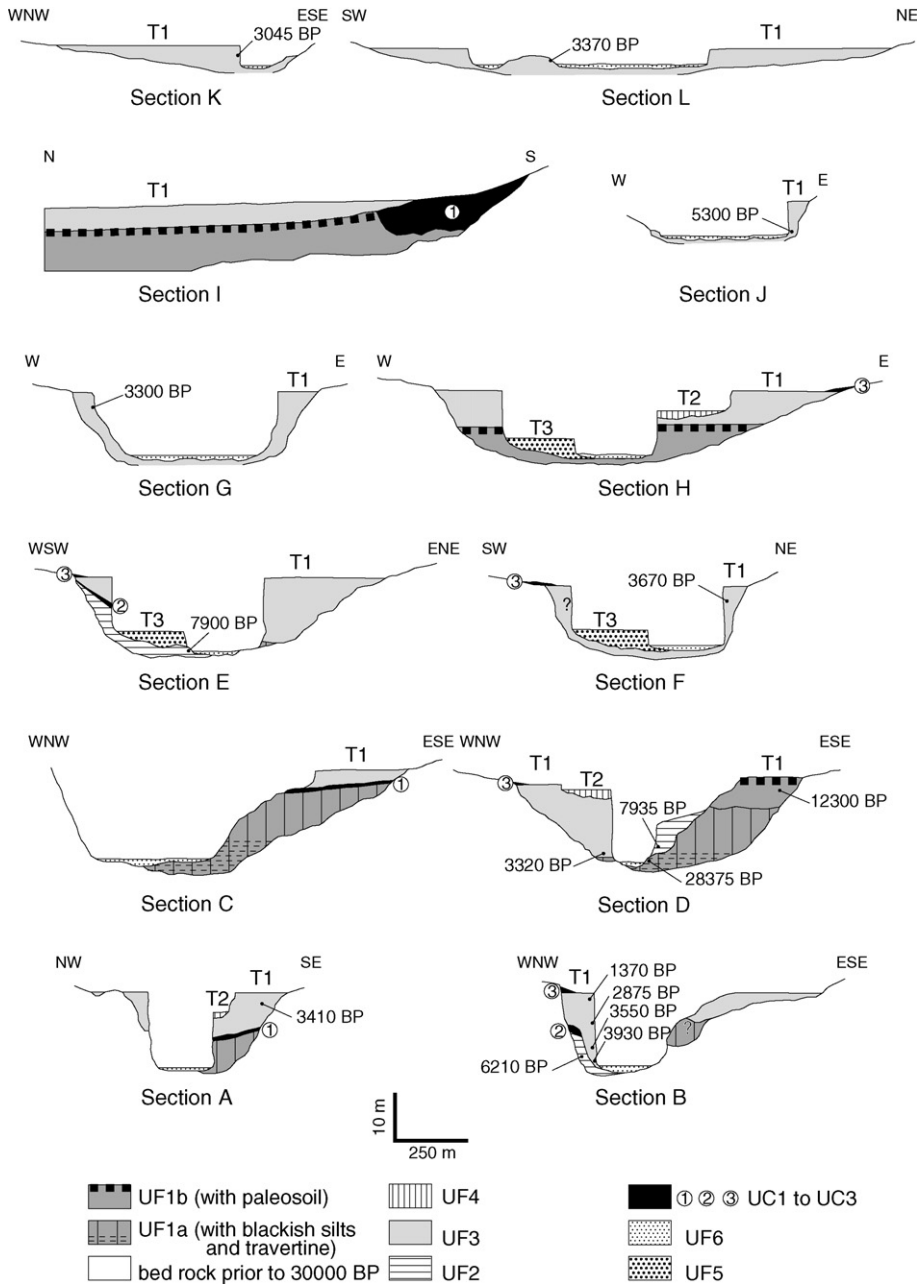 WNW ESE SW NE
T1 3045 BP 3370 BP T1
Section K Section L
N S W E
T1 T1
① 5300 BP
Section I Section J
W E W E
3300 BP T1 T2 T1 ③
T3
Section G Section H
WSW ENE SW NE
③ T1 ③ 3670 BP T1
② ?
T3 7900 BP T3
Section E Section F
WNW ESE WNW ESE
T1 ③ T1 T2 T1
① 7935 BP 12300 BP
3320 BP 28375 BP
Section C Section D
NW SE WNW ESE
T1 ③ T1 1370 BP
T2 3410 BP 2875 BP
① ② 3550 BP ?
3930 BP
6210 BP
Section A Section B
10 m
250 m
UF1b (with paleosoil) UF4 ① ② ③ UC1 to UC3
UF1a (with blackish silts UF3 UF6
and travertine)
bed rock prior to 30000 BP UF2 UF5